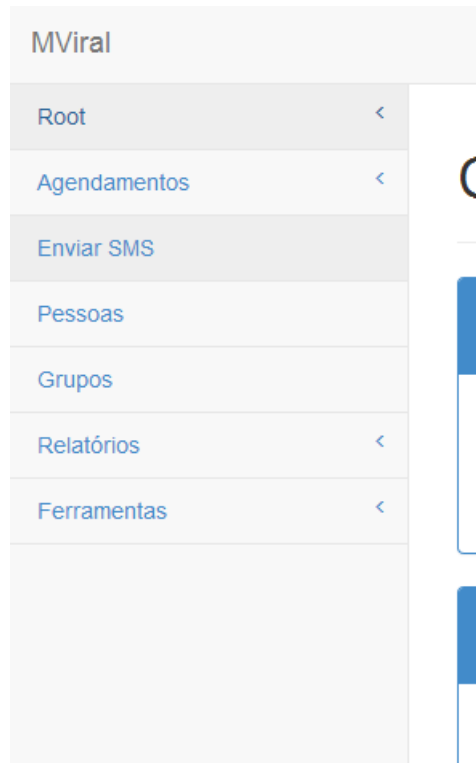 MViral
Root
Agendamentos
Enviar SMS
Pessoas
Grupos
Relatórios
Ferramentas